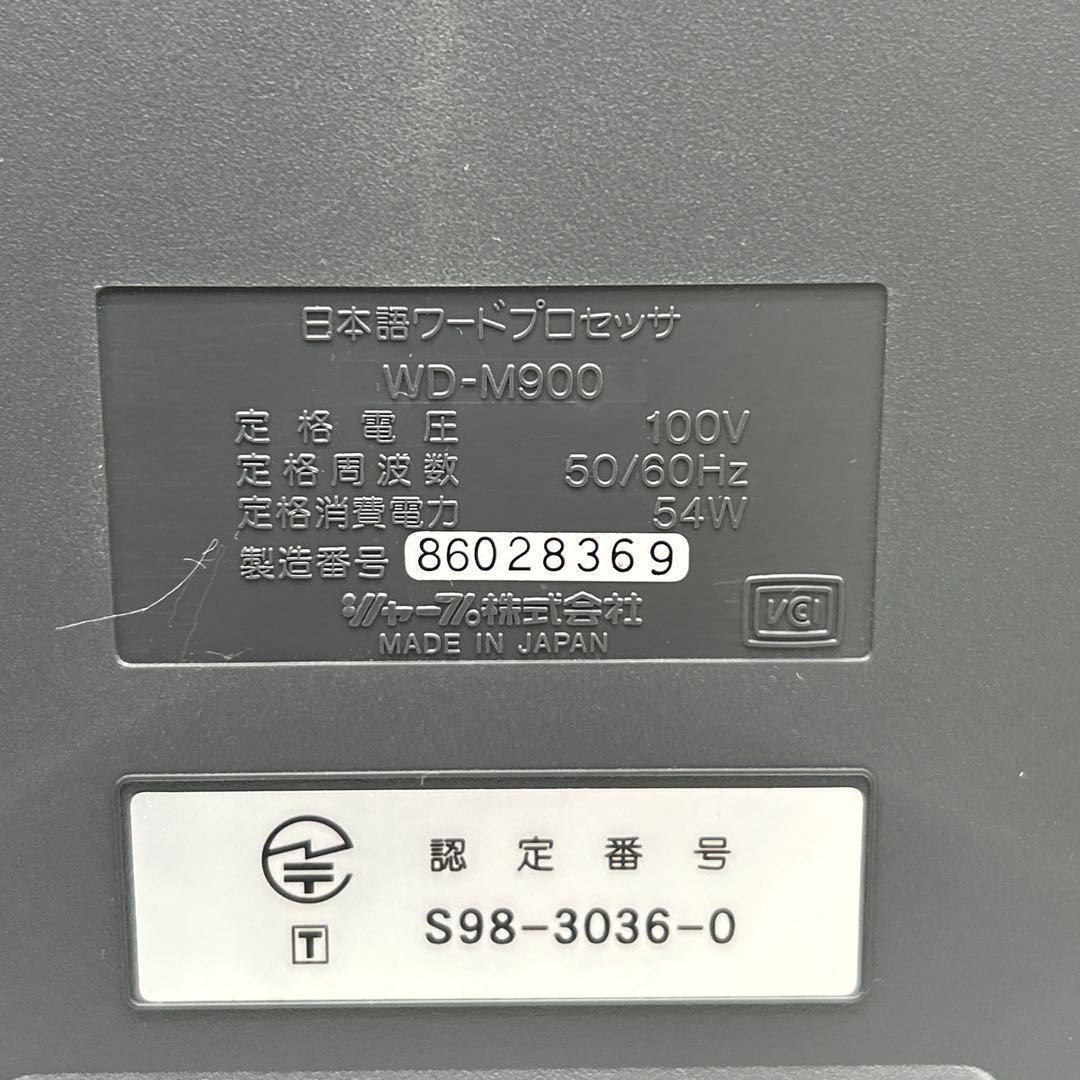 日本語ワードプロセッサ
WD-M900
定格電圧 100V
定格周波数 50/60Hz
定格消費電力 54W
製造番号 86028369
シャープ株式会社
MADE IN JAPAN
VCI
認定番号
T
S98-3036-0